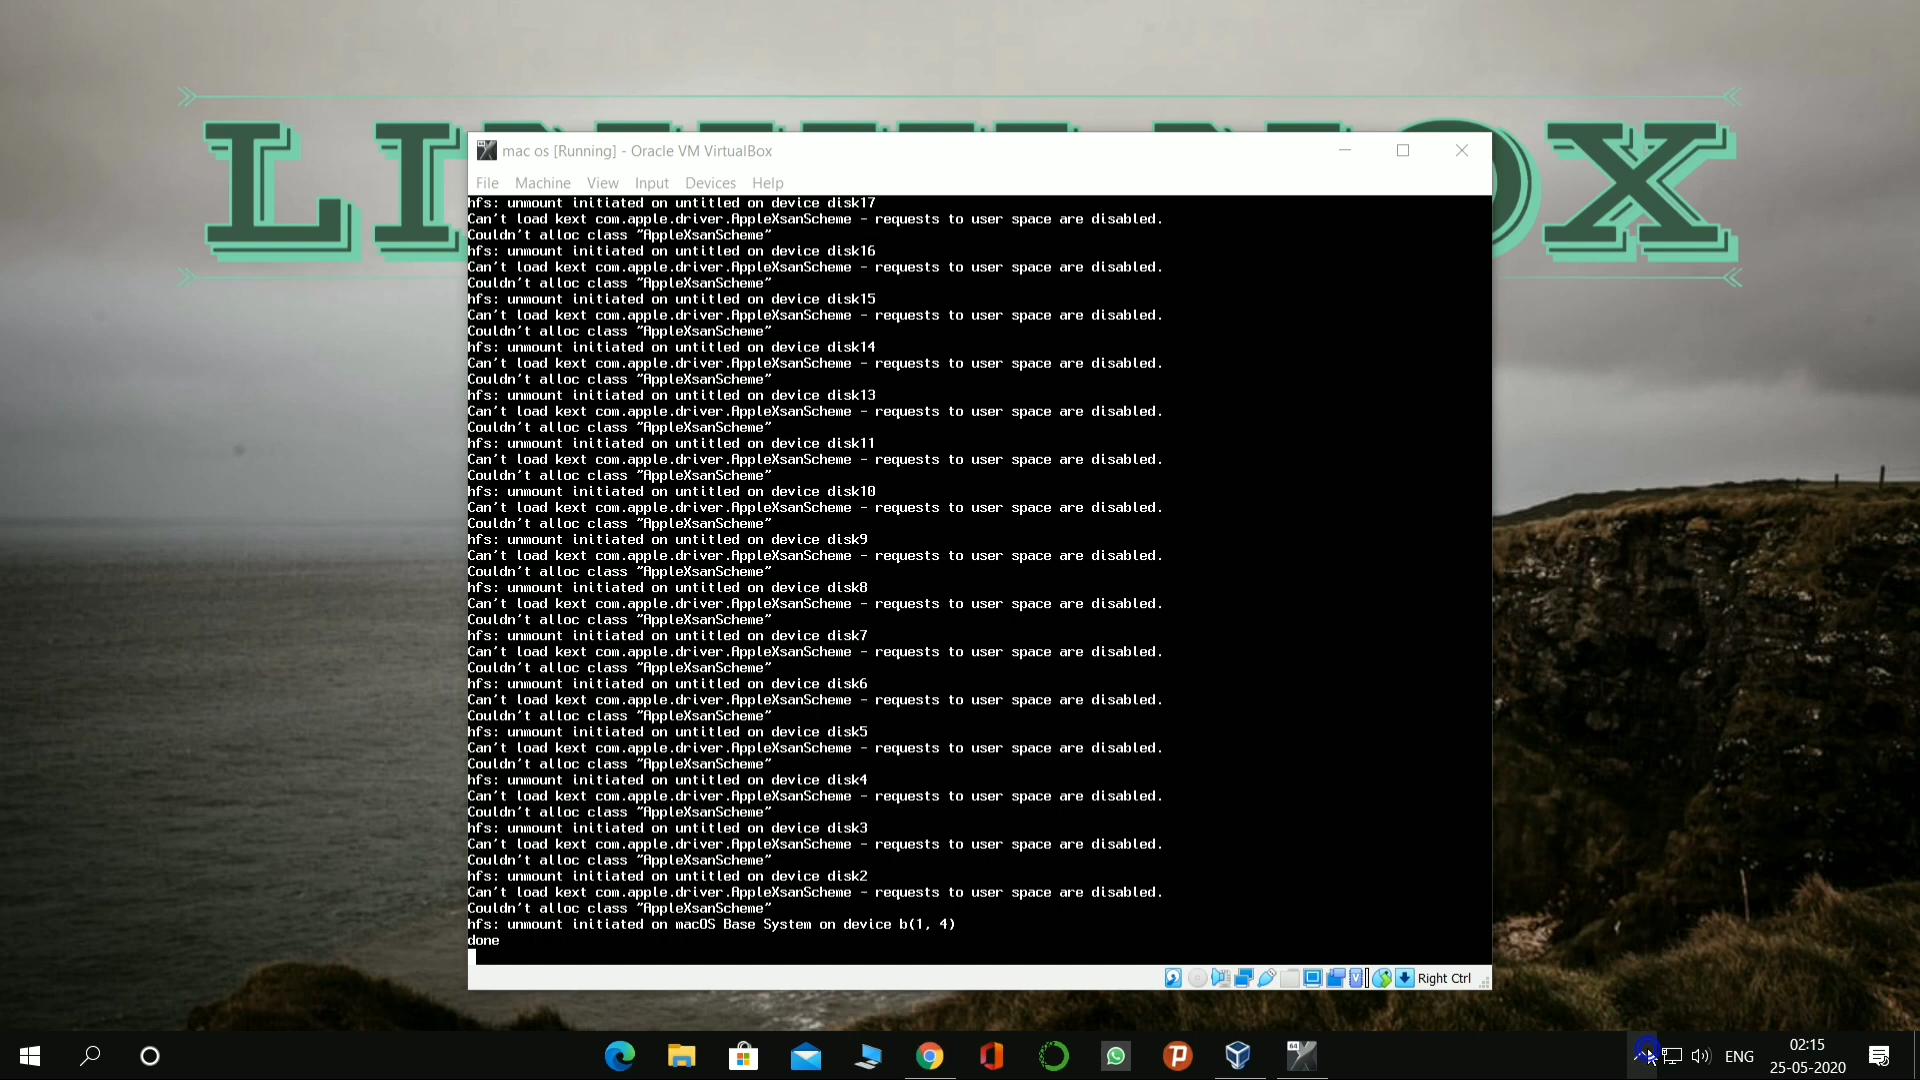 mac os [Running] - Oracle VM VirtualBox
File Machine View Input Devices Help
hfs: unmount initiated on untitled on device disk17
Can't load kext com.apple.driver.AppleXsanScheme - requests to user space are disabled.
Couldn't alloc class "AppleXsanScheme"
hfs: unmount initiated on untitled on device disk16
Can't load kext com.apple.driver.AppleXsanScheme - requests to user space are disabled.
Couldn't alloc class "AppleXsanScheme"
hfs: unmount initiated on untitled on device disk15
Can't load kext com.apple.driver.AppleXsanScheme - requests to user space are disabled.
Couldn't alloc class "AppleXsanScheme"
hfs: unmount initiated on untitled on device disk14
Can't load kext com.apple.driver.AppleXsanScheme - requests to user space are disabled.
Couldn't alloc class "AppleXsanScheme"
hfs: unmount initiated on untitled on device disk13
Can't load kext com.apple.driver.AppleXsanScheme - requests to user space are disabled.
Couldn't alloc class "AppleXsanScheme"
hfs: unmount initiated on untitled on device disk11
Can't load kext com.apple.driver.AppleXsanScheme - requests to user space are disabled.
Couldn't alloc class "AppleXsanScheme"
hfs: unmount initiated on untitled on device disk10
Can't load kext com.apple.driver.AppleXsanScheme - requests to user space are disabled.
Couldn't alloc class "AppleXsanScheme"
hfs: unmount initiated on untitled on device disk9
Can't load kext com.apple.driver.AppleXsanScheme - requests to user space are disabled.
Couldn't alloc class "AppleXsanScheme"
hfs: unmount initiated on untitled on device disk8
Can't load kext com.apple.driver.AppleXsanScheme - requests to user space are disabled.
Couldn't alloc class "AppleXsanScheme"
hfs: unmount initiated on untitled on device disk7
Can't load kext com.apple.driver.AppleXsanScheme - requests to user space are disabled.
Couldn't alloc class "AppleXsanScheme"
hfs: unmount initiated on untitled on device disk6
Can't load kext com.apple.driver.AppleXsanScheme - requests to user space are disabled.
Couldn't alloc class "AppleXsanScheme"
hfs: unmount initiated on untitled on device disk5
Can't load kext com.apple.driver.AppleXsanScheme - requests to user space are disabled.
Couldn't alloc class "AppleXsanScheme"
hfs: unmount initiated on untitled on device disk4
Can't load kext com.apple.driver.AppleXsanScheme - requests to user space are disabled.
Couldn't alloc class "AppleXsanScheme"
hfs: unmount initiated on untitled on device disk3
Can't load kext com.apple.driver.AppleXsanScheme - requests to user space are disabled.
Couldn't alloc class "AppleXsanScheme"
hfs: unmount initiated on untitled on device disk2
Can't load kext com.apple.driver.AppleXsanScheme - requests to user space are disabled.
Couldn't alloc class "AppleXsanScheme"
hfs: unmount initiated on macOS Base System on device b(1, 4)
done
Right Ctrl
ENG
02:15
25-05-2020